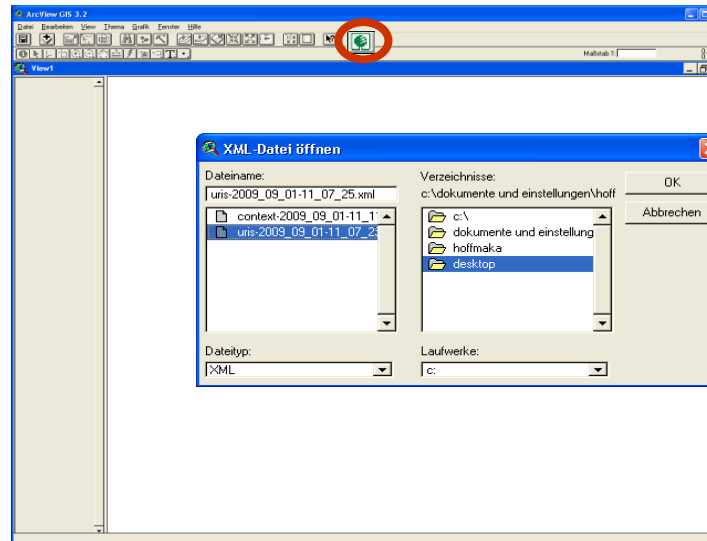 ArcView GIS 3.2
Datei Bearbeiten View Thema Grafik Fenster Hilfe
Maßstab 1:
View1
XML-Datei öffnen
Dateiname:
uris-2009_09_01-11_07_25.xml
context-2009_09_01-11_1
uris-2009_09_01-11_07_25
Verzeichnisse:
c:\dokumente und einstellungen\hoff
c:\
dokumente und einstellung
hoffmaka
desktop
OK
Abbrechen
Dateityp:
XML
Laufwerke:
c: